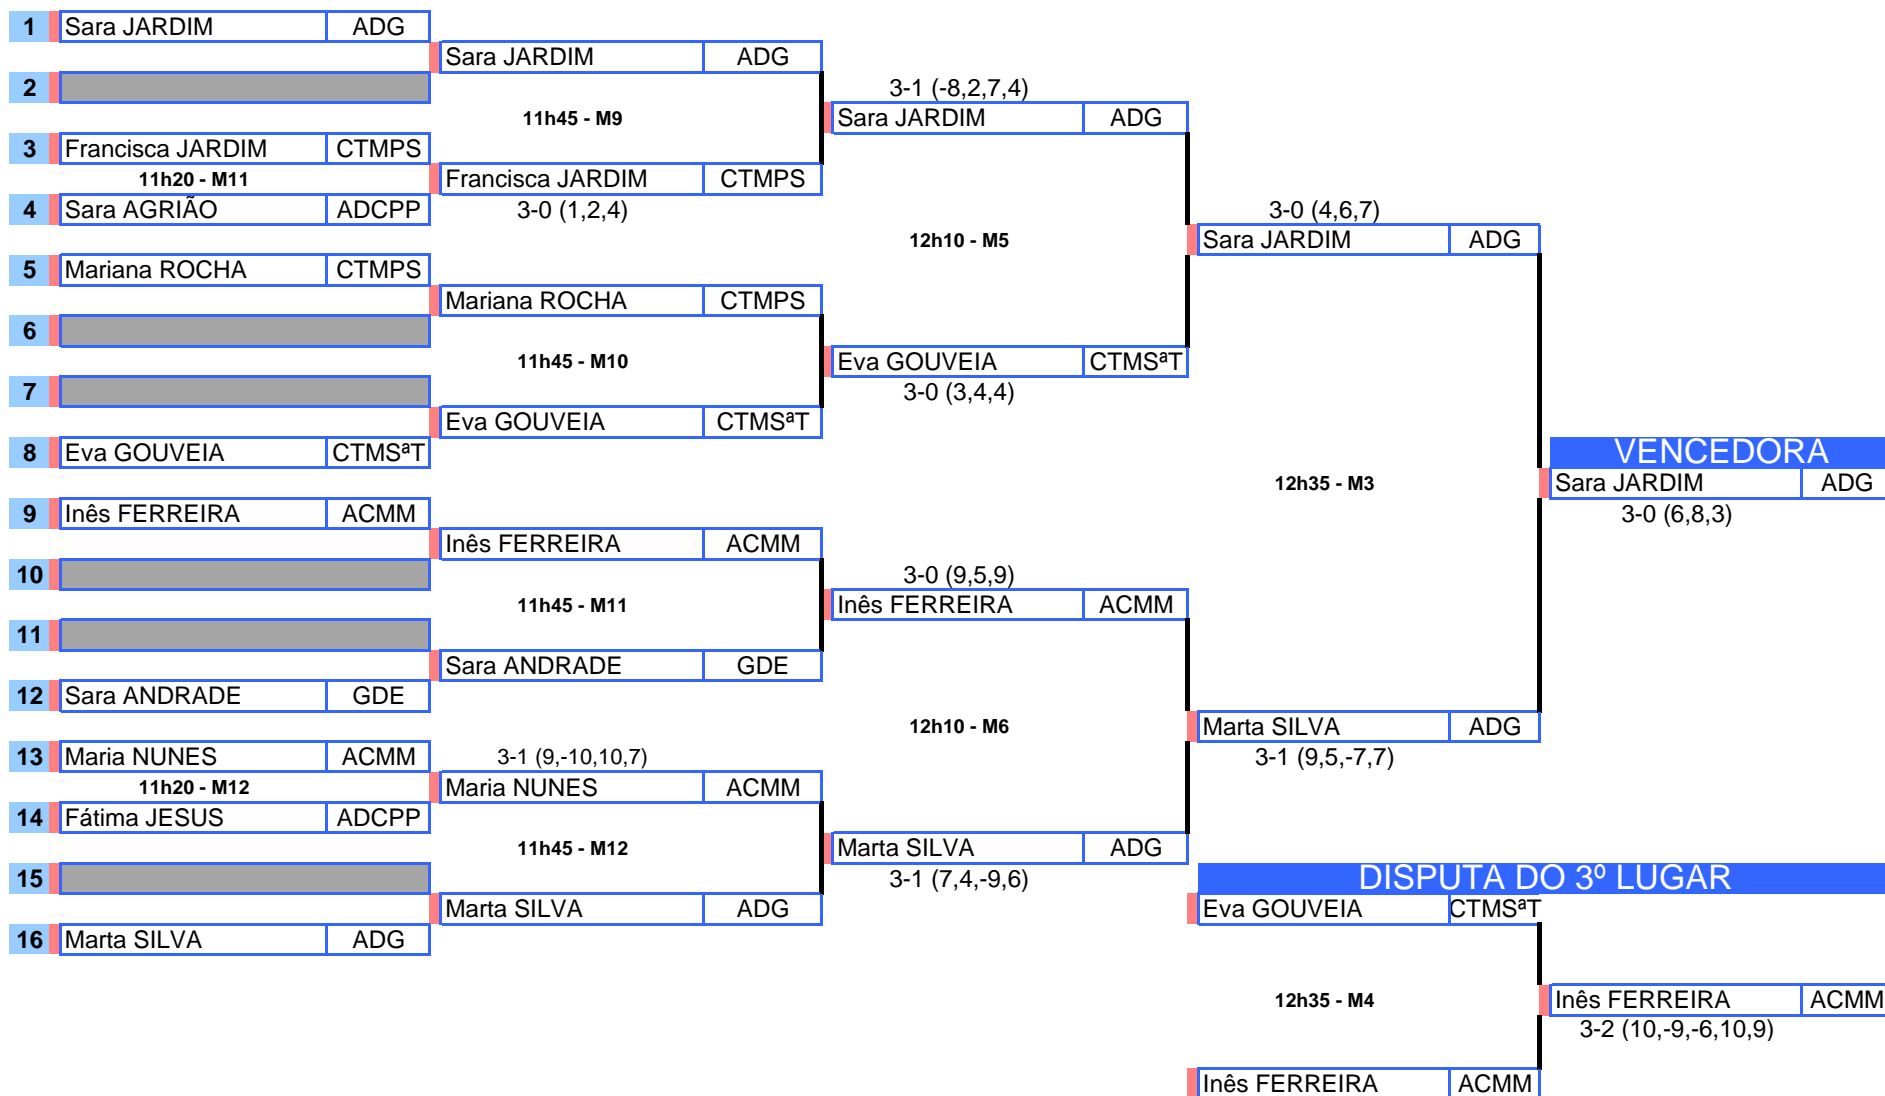 1 Sara JARDIM ADG
Sara JARDIM ADG
2
3-1 (-8,2,7,4)
11h45 - M9
Sara JARDIM ADG
3 Francisca JARDIM CTMPS
11h20 - M11
Francisca JARDIM CTMPS
4 Sara AGRIÃO ADCPP
3-0 (1,2,4)
3-0 (4,6,7)
12h10 - M5
Sara JARDIM ADG
5 Mariana ROCHA CTMPS
Mariana ROCHA CTMPS
6
11h45 - M10
Eva GOUVEIA CTMSªT
7
3-0 (3,4,4)
Eva GOUVEIA CTMSªT
8 Eva GOUVEIA CTMSªT
VENCEDORA
12h35 - M3
Sara JARDIM ADG
9 Inês FERREIRA ACMM
3-0 (6,8,3)
Inês FERREIRA ACMM
10
3-0 (9,5,9)
11h45 - M11
Inês FERREIRA ACMM
11
Sara ANDRADE GDE
12 Sara ANDRADE GDE
12h10 - M6
Marta SILVA ADG
13 Maria NUNES ACMM
3-1 (9,-10,10,7)
3-1 (9,5,-7,7)
11h20 - M12
Maria NUNES ACMM
14 Fátima JESUS ADCPP
11h45 - M12
Marta SILVA ADG
15
3-1 (7,4,-9,6)
DISPUTA DO 3º LUGAR
Marta SILVA ADG
Eva GOUVEIA CTMSªT
16 Marta SILVA ADG
12h35 - M4
Inês FERREIRA ACMM
3-2 (10,-9,-6,10,9)
Inês FERREIRA ACMM